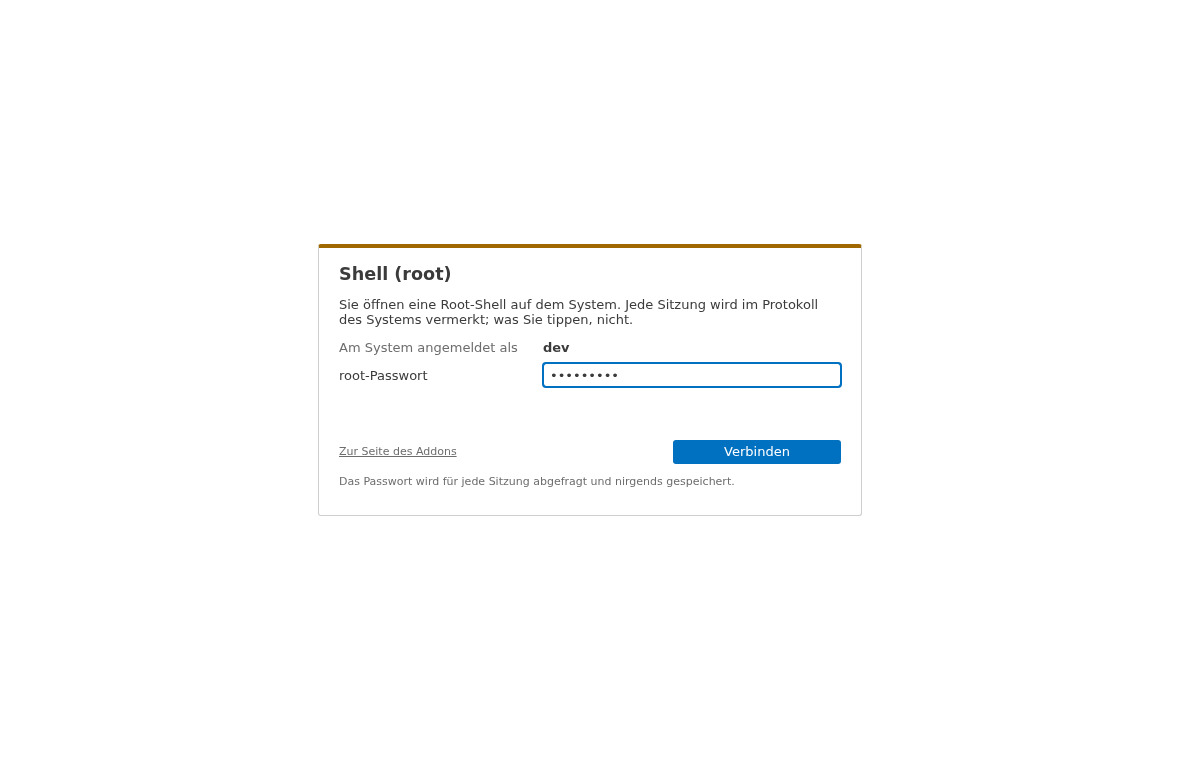 Shell (root)
Sie öffnen eine Root-Shell auf dem System. Jede Sitzung wird im Protokoll
des Systems vermerkt; was Sie tippen, nicht.
Am System angemeldet als dev
root-Passwort •••••••••
Zur Seite des Addons Verbinden
Das Passwort wird für jede Sitzung abgefragt und nirgends gespeichert.